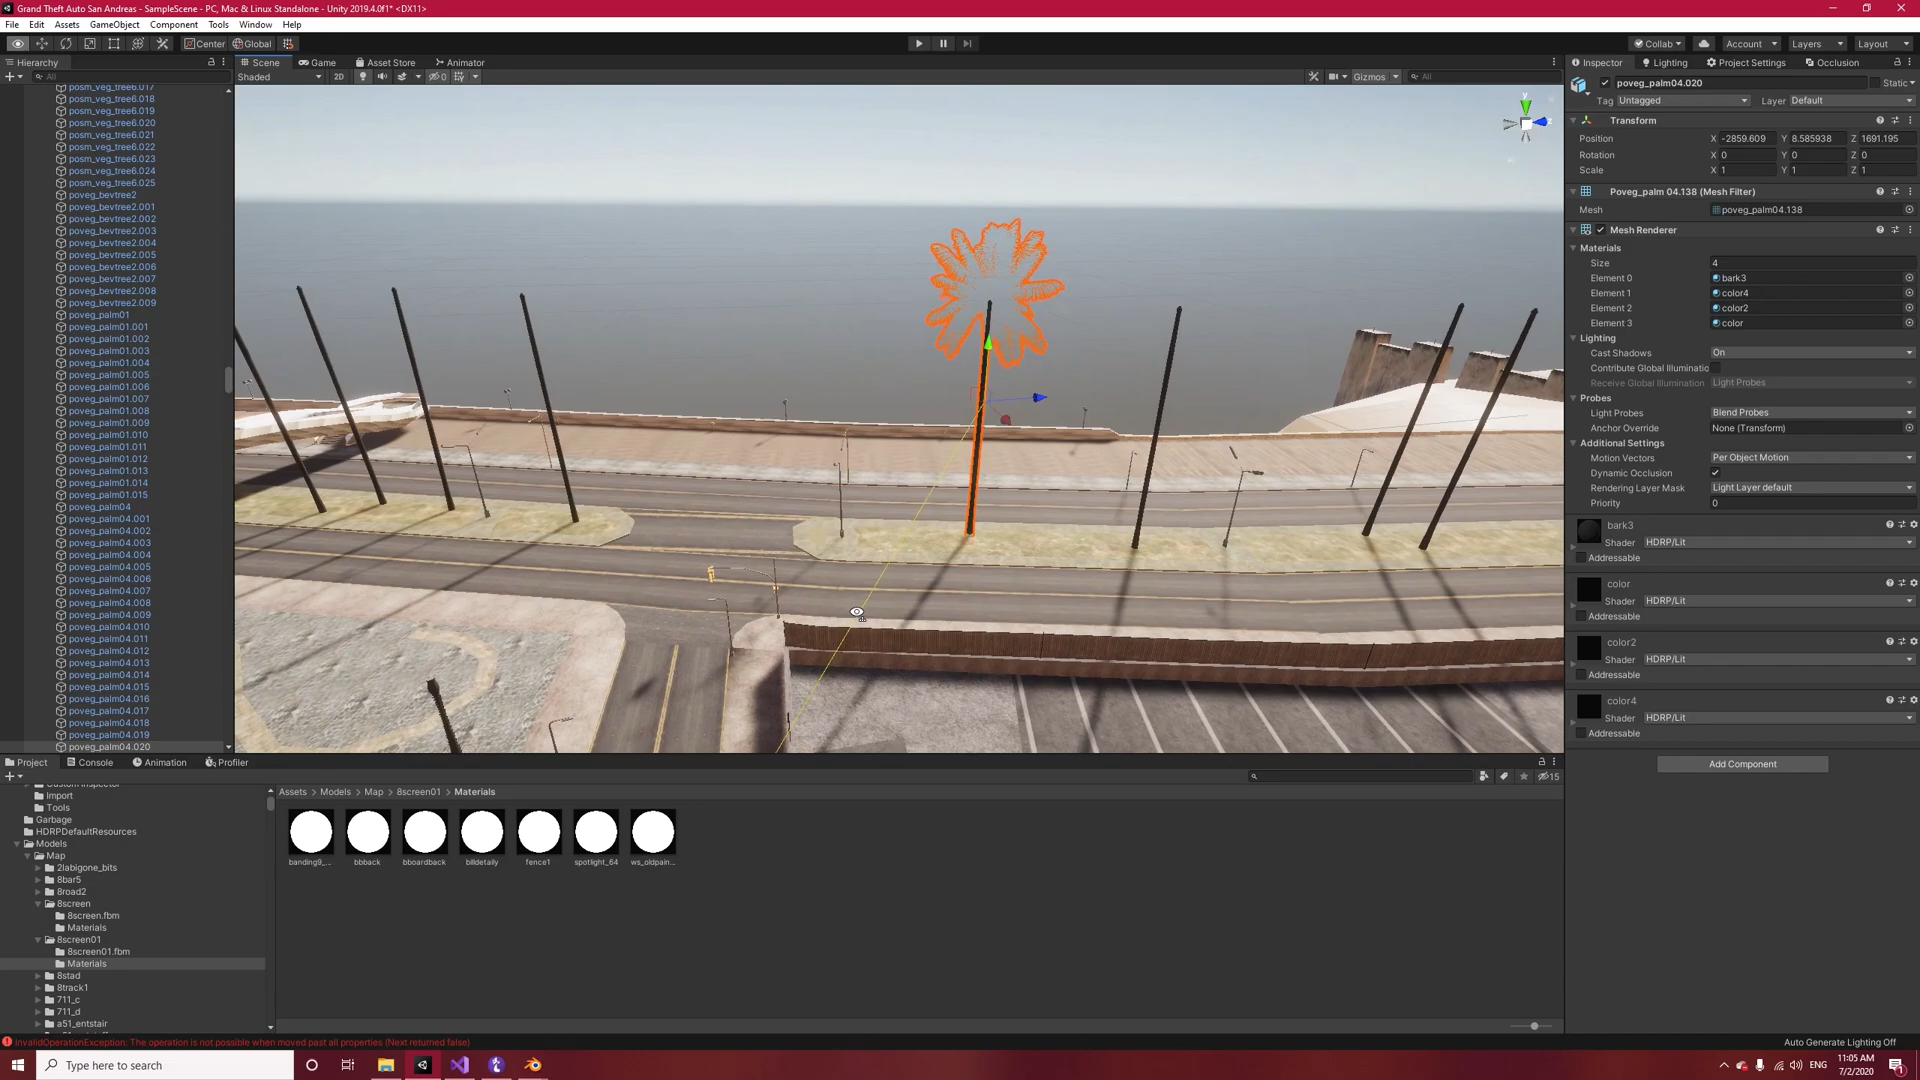 Grand Theft Auto San Andreas - SampleScene - PC, Mac & Linux Standalone - Unity 2019.4.0f1* <DX11>
File Edit Assets GameObject Component Tools Window Help
Center Global
Collab Account Layers Layout
Hierarchy
All
posm_veg_tree6.017
posm_veg_tree6.018
posm_veg_tree6.019
posm_veg_tree6.020
posm_veg_tree6.021
posm_veg_tree6.022
posm_veg_tree6.023
posm_veg_tree6.024
posm_veg_tree6.025
poveg_bevtree2
poveg_bevtree2.001
poveg_bevtree2.002
poveg_bevtree2.003
poveg_bevtree2.004
poveg_bevtree2.005
poveg_bevtree2.006
poveg_bevtree2.007
poveg_bevtree2.008
poveg_bevtree2.009
poveg_palm01
poveg_palm01.001
poveg_palm01.002
poveg_palm01.003
poveg_palm01.004
poveg_palm01.005
poveg_palm01.006
poveg_palm01.007
poveg_palm01.008
poveg_palm01.009
poveg_palm01.010
poveg_palm01.011
poveg_palm01.012
poveg_palm01.013
poveg_palm01.014
poveg_palm01.015
poveg_palm04
poveg_palm04.001
poveg_palm04.002
poveg_palm04.003
poveg_palm04.004
poveg_palm04.005
poveg_palm04.006
poveg_palm04.007
poveg_palm04.008
poveg_palm04.009
poveg_palm04.010
poveg_palm04.011
poveg_palm04.012
poveg_palm04.013
poveg_palm04.014
poveg_palm04.015
poveg_palm04.016
poveg_palm04.017
poveg_palm04.018
poveg_palm04.019
poveg_palm04.020
Scene Game Asset Store Animator
Shaded 2D 0 Gizmos All
y
Inspector Lighting Project Settings Occlusion
poveg_palm04.020 Static
Tag Untagged Layer Default
Transform
Position X -2859.609 Y 8.585938 Z 1691.195
Rotation X 0 Y 0 Z 0
Scale X 1 Y 1 Z 1
Poveg_palm 04.138 (Mesh Filter)
Mesh poveg_palm04.138
Mesh Renderer
Materials
Size 4
Element 0 bark3
Element 1 color4
Element 2 color2
Element 3 color
Lighting
Cast Shadows On
Contribute Global Illuminatio
Receive Global Illumination Light Probes
Probes
Light Probes Blend Probes
Anchor Override None (Transform)
Additional Settings
Motion Vectors Per Object Motion
Dynamic Occlusion
Rendering Layer Mask Light Layer default
Priority 0
bark3
Shader HDRP/Lit
Addressable
color
Shader HDRP/Lit
Addressable
color2
Shader HDRP/Lit
Addressable
color4
Shader HDRP/Lit
Addressable
Add Component
Project Console Animation Profiler
15
Import
Tools
Garbage
HDRPDefaultResources
Models
Map
2labigone_bits
8bar5
8road2
8screen
8screen.fbm
Materials
8screen01
8screen01.fbm
Materials
8stad
8track1
711_c
711_d
a51_entstair
Assets > Models > Map > 8screen01 > Materials
banding9_... bbback bboardback billdetaily fence1 spotlight_64 ws_oldpain...
InvalidOperationException: The operation is not possible when moved past all properties (Next returned false)
Auto Generate Lighting Off
Type here to search
ENG
11:05 AM
7/2/2020